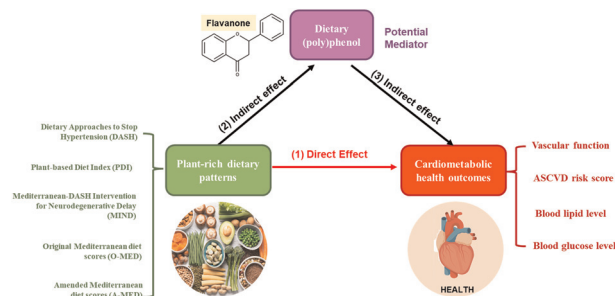 Flavanone
O
O
Dietary
(poly)phenol
Potential
Mediator
(2) Indirect effect
(3) Indirect effect
Dietary Approaches to Stop
Hypertension (DASH)
Plant-based Diet Index (PDI)
Mediterranean-DASH Intervention
for Neurodegenerative Delay
(MIND)
Original Mediterranean diet
scores (O-MED)
Amended Mediterranean
diet scores (A-MED)
Plant-rich dietary
patterns
(1) Direct Effect
Cardiometabolic
health outcomes
Vascular function
ASCVD risk score
Blood lipid level
Blood glucose level
HEALTH